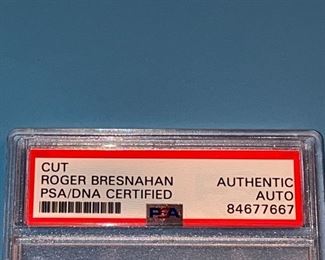 CUT
ROGER BRESNAHAN
PSA/DNA CERTIFIED
AUTHENTIC
AUTO
84677667
PSA